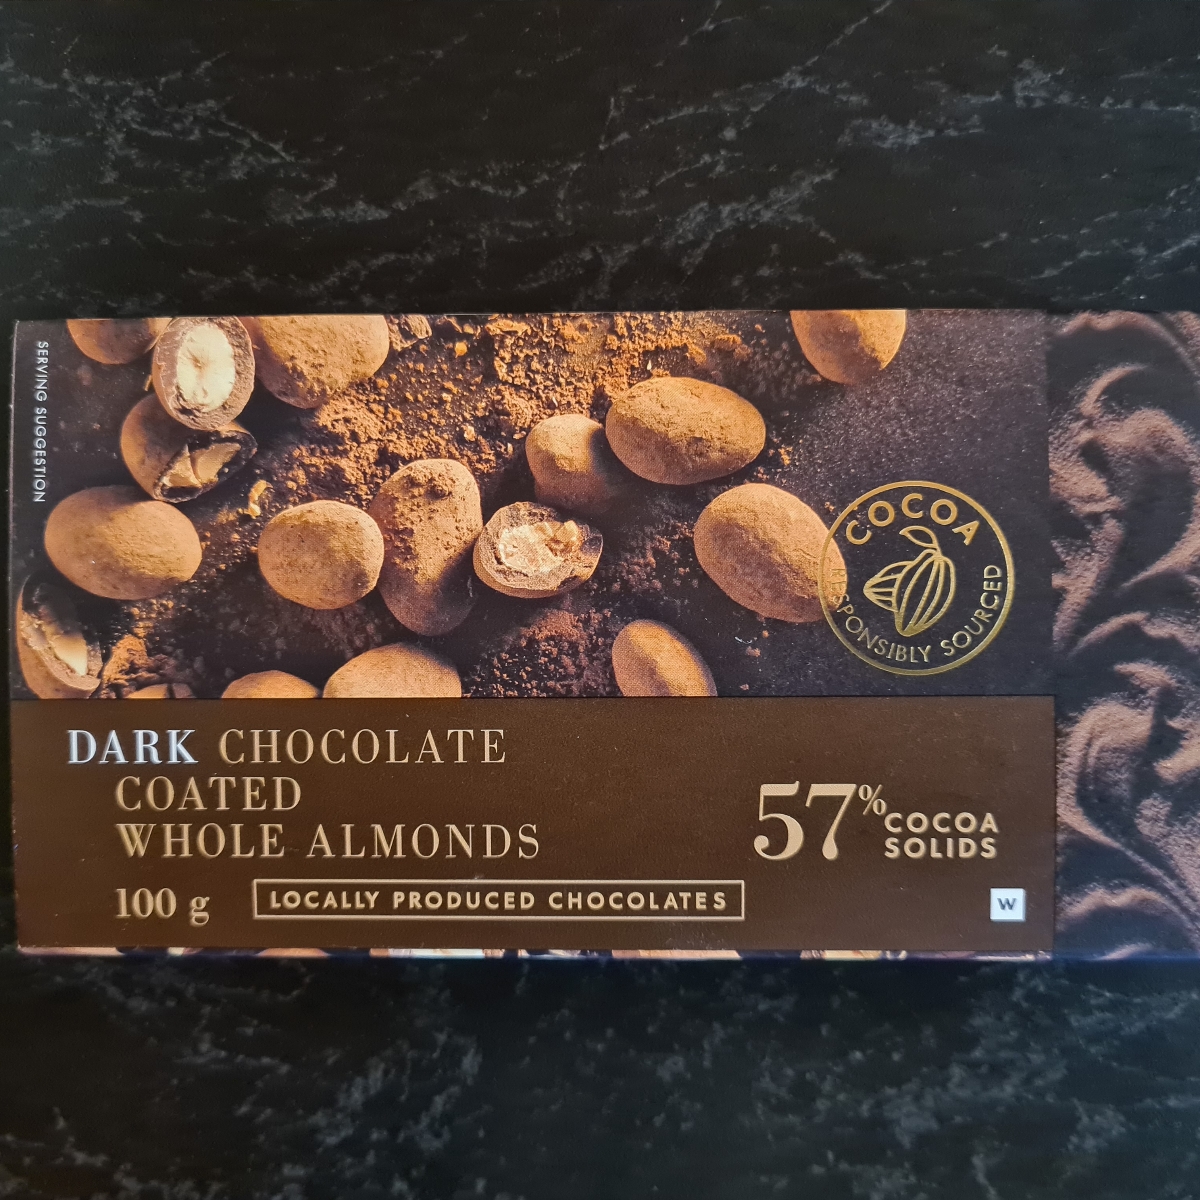 SERVING SUGGESTION
COCOA
RESPONSIBLY SOURCED
DARK CHOCOLATE
COATED
WHOLE ALMONDS
57%
COCOA
SOLIDS
100 g
LOCALLY PRODUCED CHOCOLATES
W